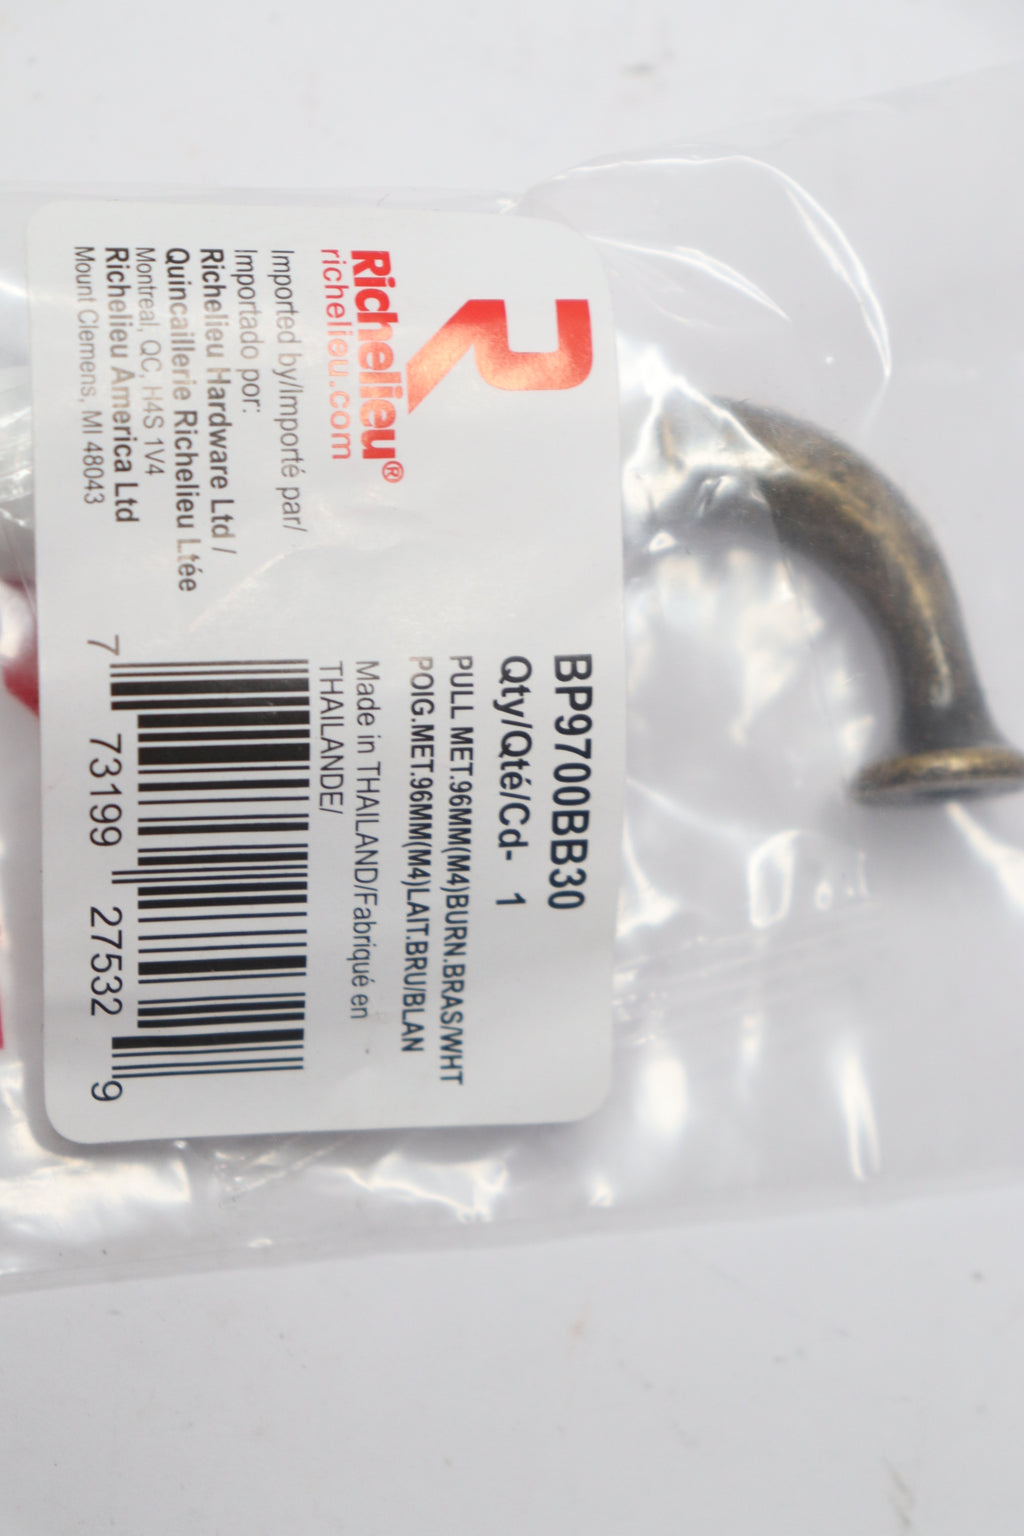 R
Richelieu®
richelieu.com
Imported by/Importé par/
Importado por:
Richelieu Hardware Ltd /
Quincaillerie Richelieu Ltée
Montreal, QC, H4S 1V4
Richelieu America Ltd
Mount Clemens, MI 48043
BP9700BB30
Qty/Qté/Cd- 1
PULL MET.96MM(M4)BURN.BRAS/WHT
POIG.MET.96MM(M4)LAIT.BRU/BLAN
Made in THAILAND/Fabriqué en
THAILANDE/
7 73199 27532 9